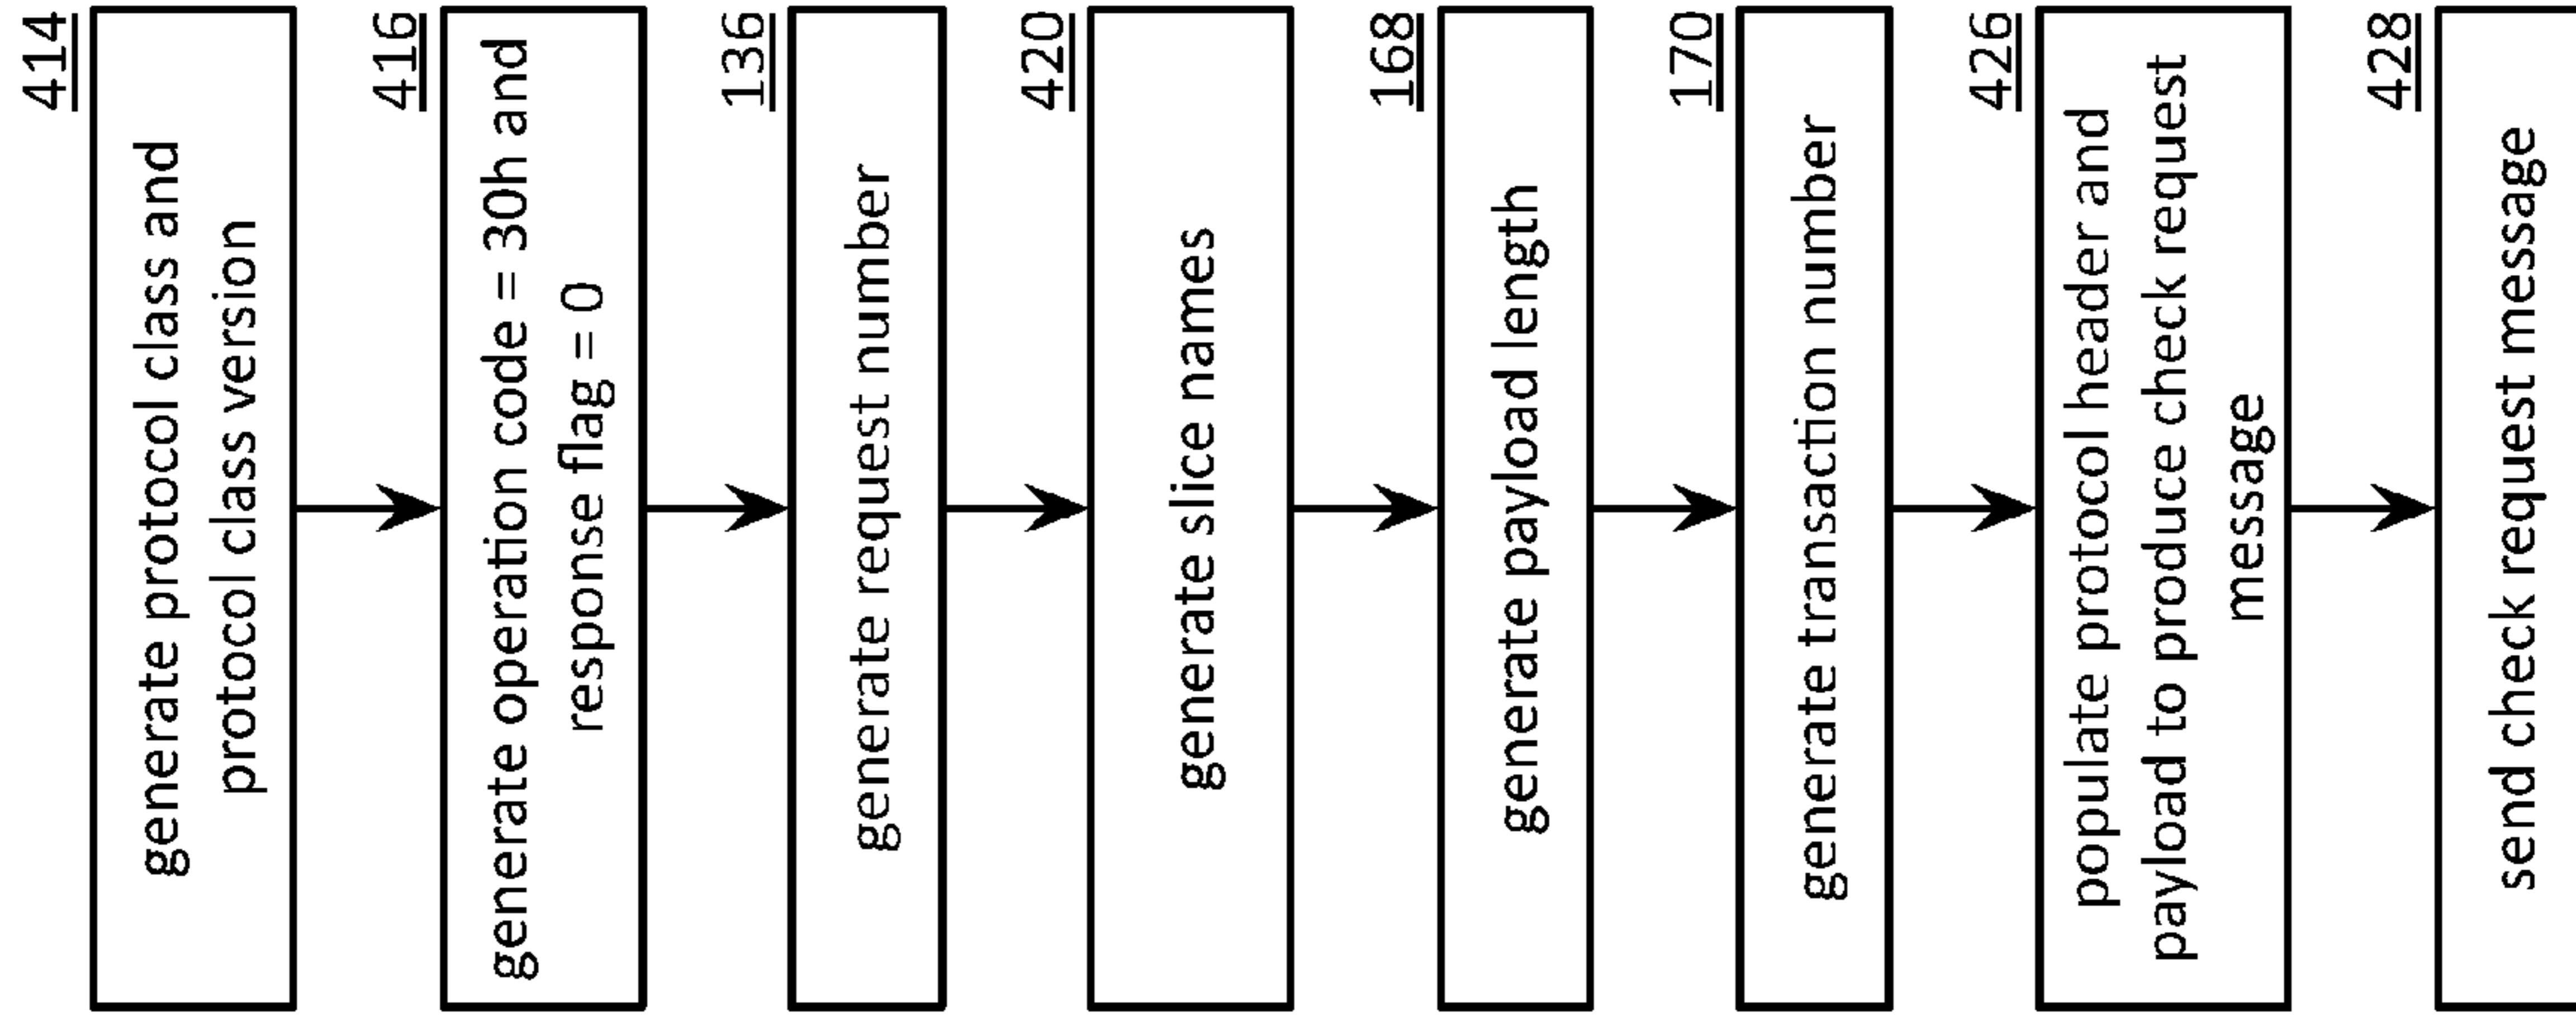 414
generate protocol class and
protocol class version
416
generate operation code = 30h and
response flag = 0
136
generate request number
420
generate slice names
168
generate payload length
170
generate transaction number
426
populate protocol header and
payload to produce check request
message
428
send check request message